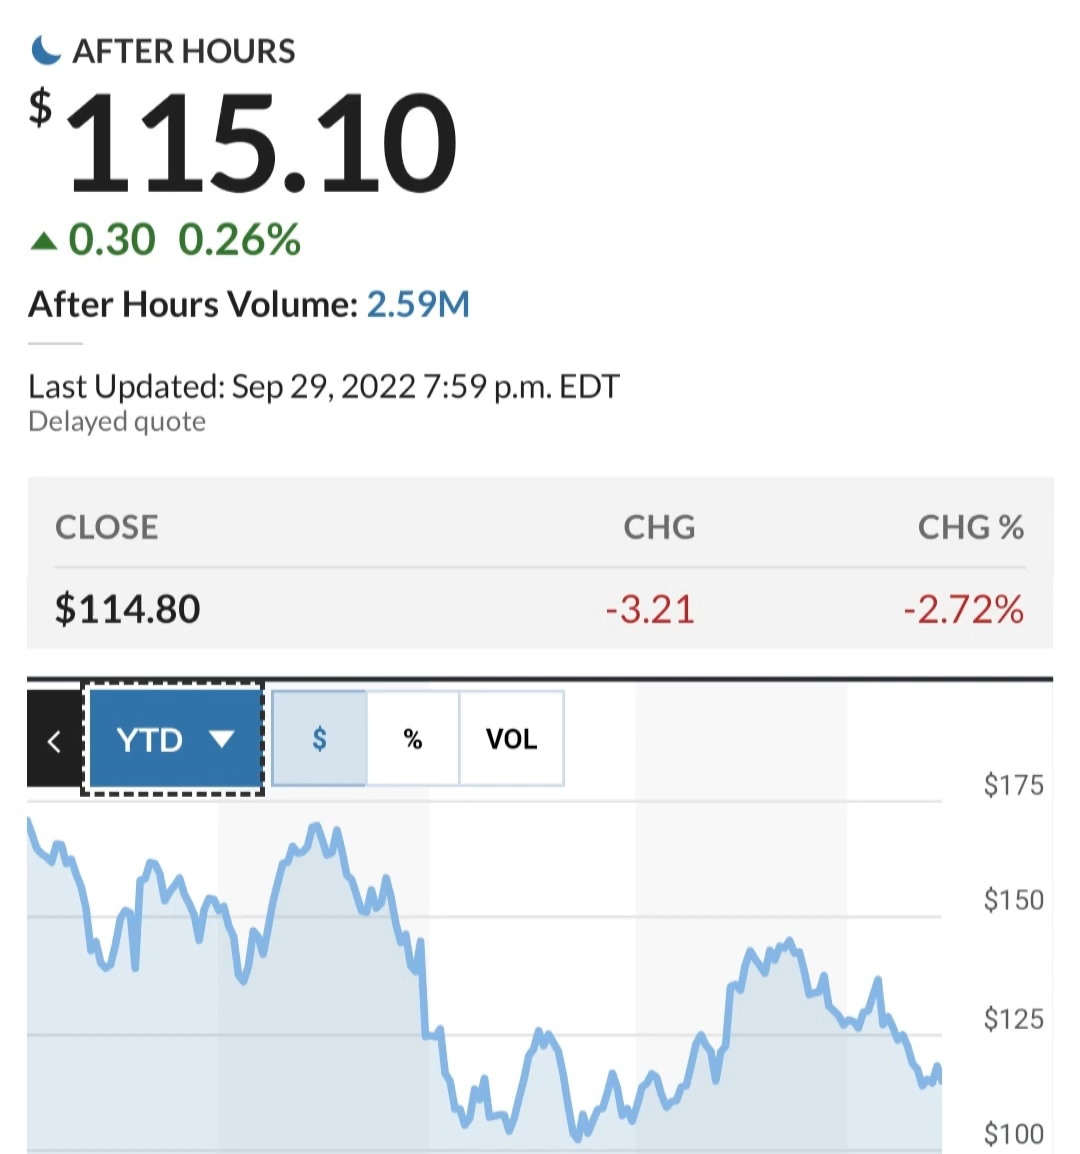 AFTER HOURS
$115.10
▲ 0.30 0.26%
After Hours Volume: 2.59M
Last Updated: Sep 29, 2022 7:59 p.m. EDT
Delayed quote
CLOSE CHG CHG %
$114.80 -3.21 -2.72%
< YTD ▼ $ % VOL
$175
$150
$125
$100